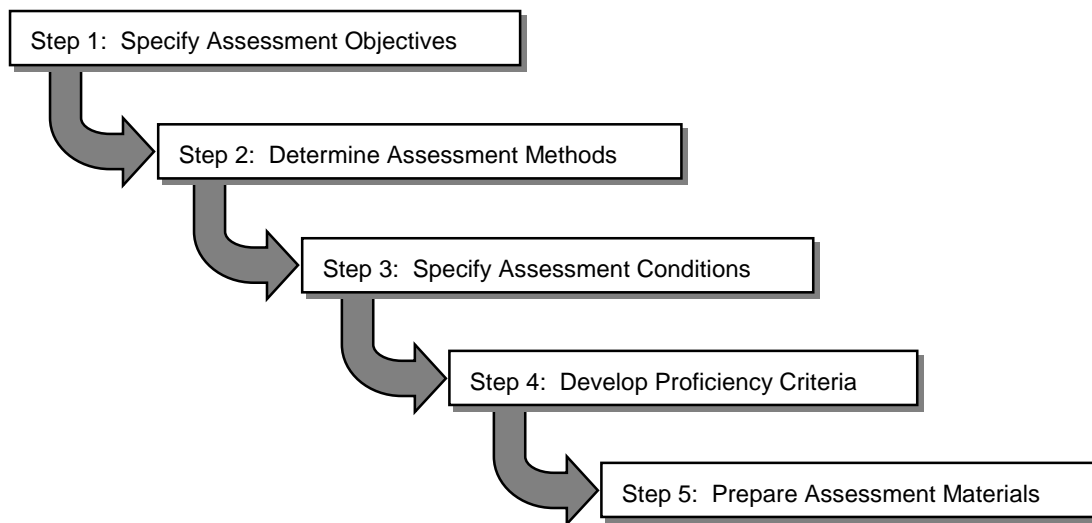 Step 1:  Specify Assessment Objectives
Step 2:  Determine Assessment Methods
Step 3:  Specify Assessment Conditions
Step 4:  Develop Proficiency Criteria
Step 5:  Prepare Assessment Materials